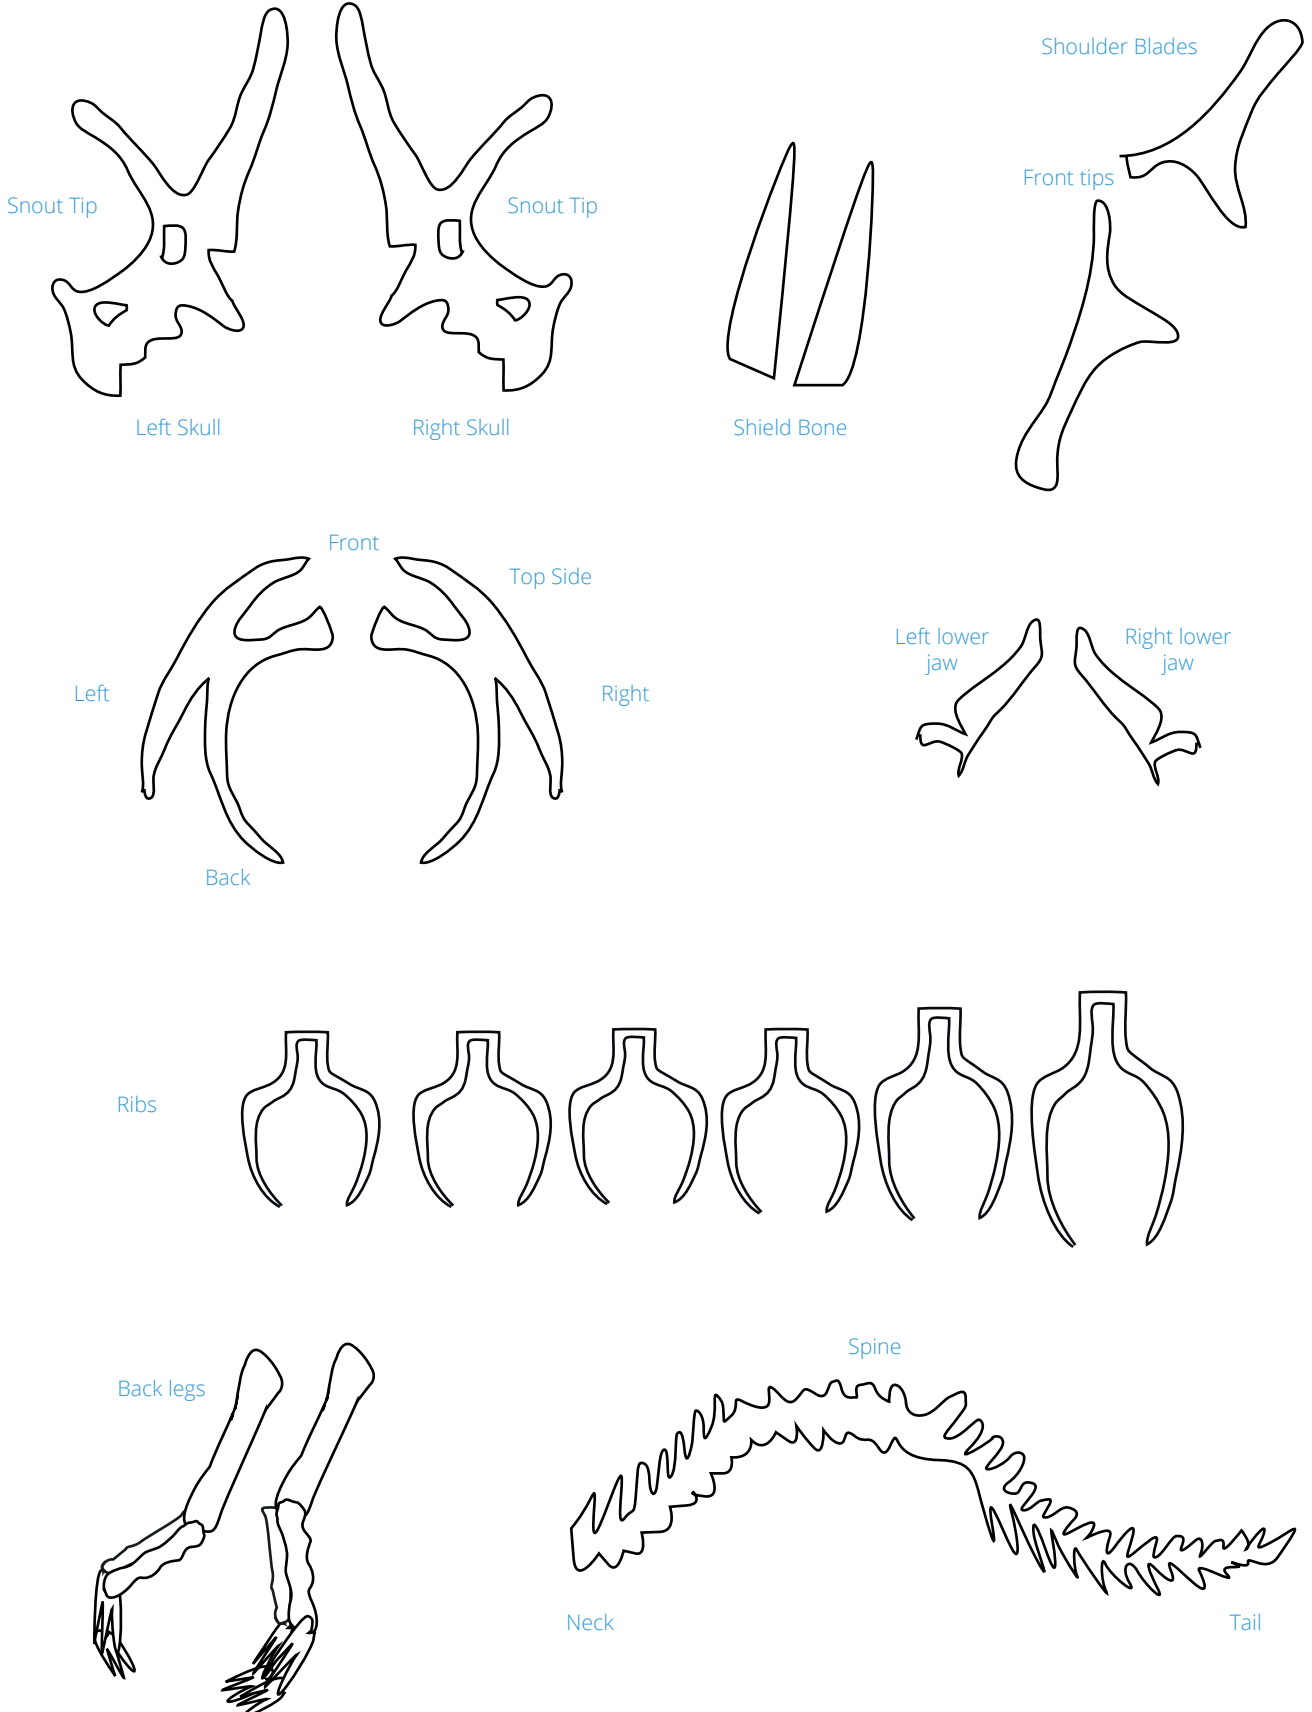 Shoulder Blades
Front tips
Snout Tip
Snout Tip
Left Skull
Right Skull
Shield Bone
Front
Top Side
Left lower
jaw
Right lower
jaw
Left
Right
Back
Ribs
Spine
Back legs
Neck
Tail